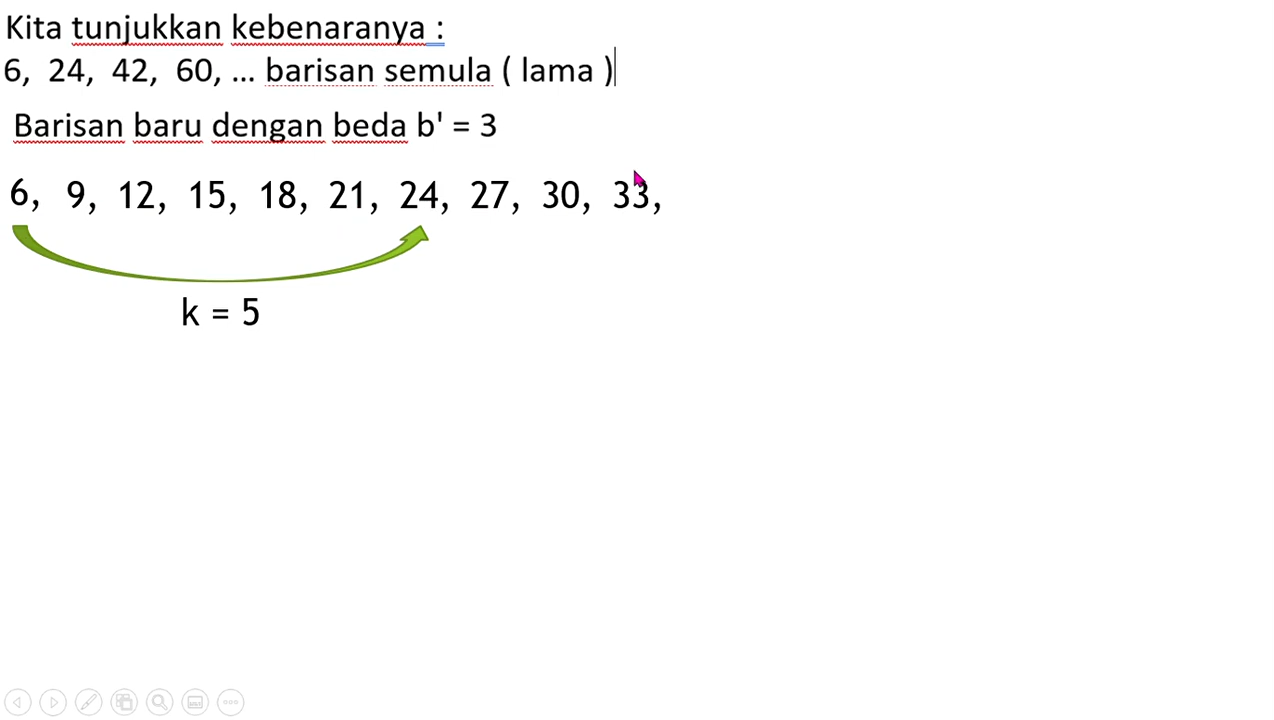 Kita tunjukkan kebenaranya :
6, 24, 42, 60, ... barisan semula ( lama )
Barisan baru dengan beda b' = 3
6, 9, 12, 15, 18, 21, 24, 27, 30, 33,
k = 5